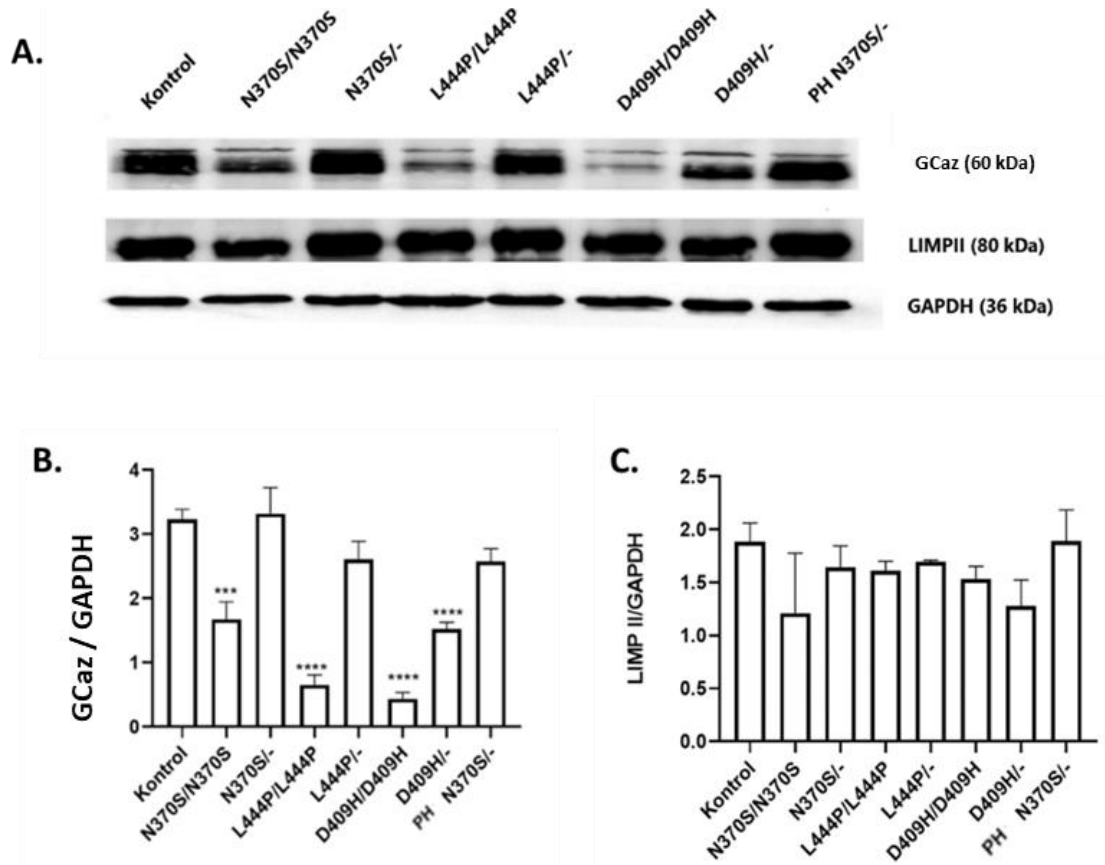 A.
Kontrol
N370S/N370S
N370S/-
L444P/L444P
L444P/-
D409H/D409H
D409H/-
PH N370S/-
GCaz (60 kDa)
LIMPII (80 kDa)
GAPDH (36 kDa)
B.
GCaz / GAPDH
4
3
2
1
0
***
****
****
****
Kontrol
N370S/N370S
N370S/-
L444P/L444P
L444P/-
D409H/D409H
D409H/-
PH N370S/-
C.
LIMP II/GAPDH
2.5
2.0
1.5
1.0
0.5
0.0
Kontrol
N370S/N370S
N370S/-
L444P/L444P
L444P/-
D409H/D409H
D409H/-
PH N370S/-